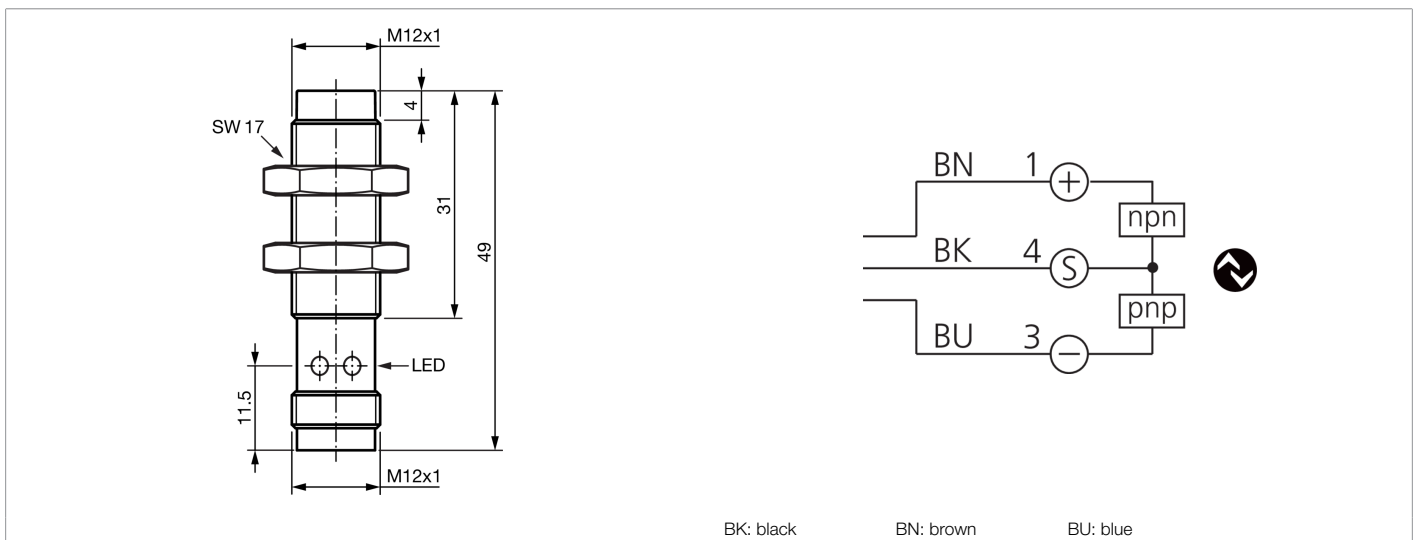 M12x1
4
SW 17
31
49
LED
11.5
M12x1
BN 1 +
npn
BK 4 S
pnp
BU 3 −
BK: black BN: brown BU: blue